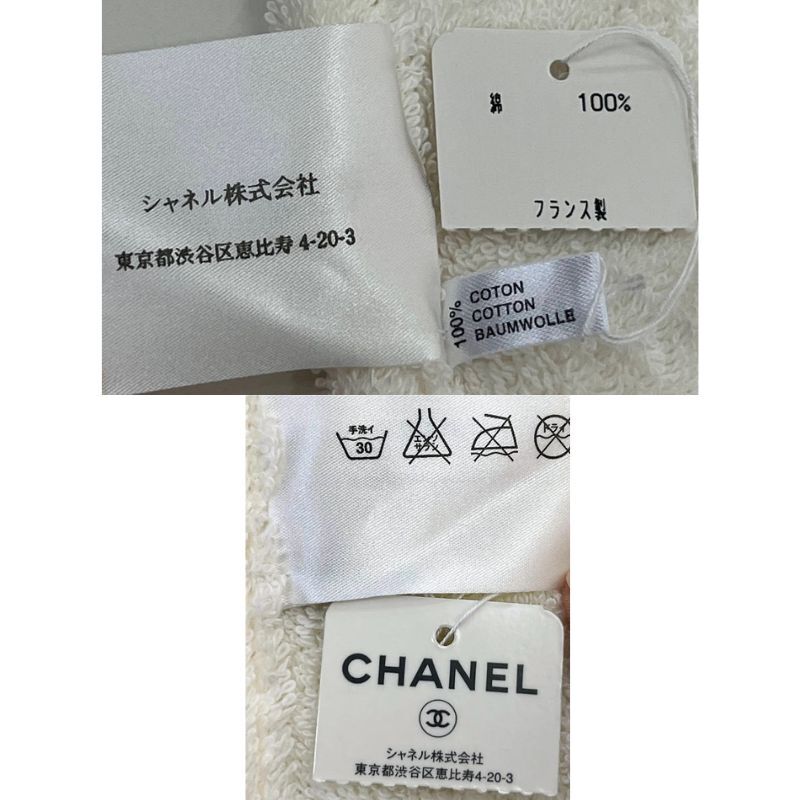 シャネル株式会社
東京都渋谷区恵比寿 4-20-3
綿 100%
フランス製
100%
COTON
COTTON
BAUMWOLLE
手洗イ
30
エンソ
サラシ
ドライ
CHANEL
シャネル株式会社
東京都渋谷区恵比寿4-20-3